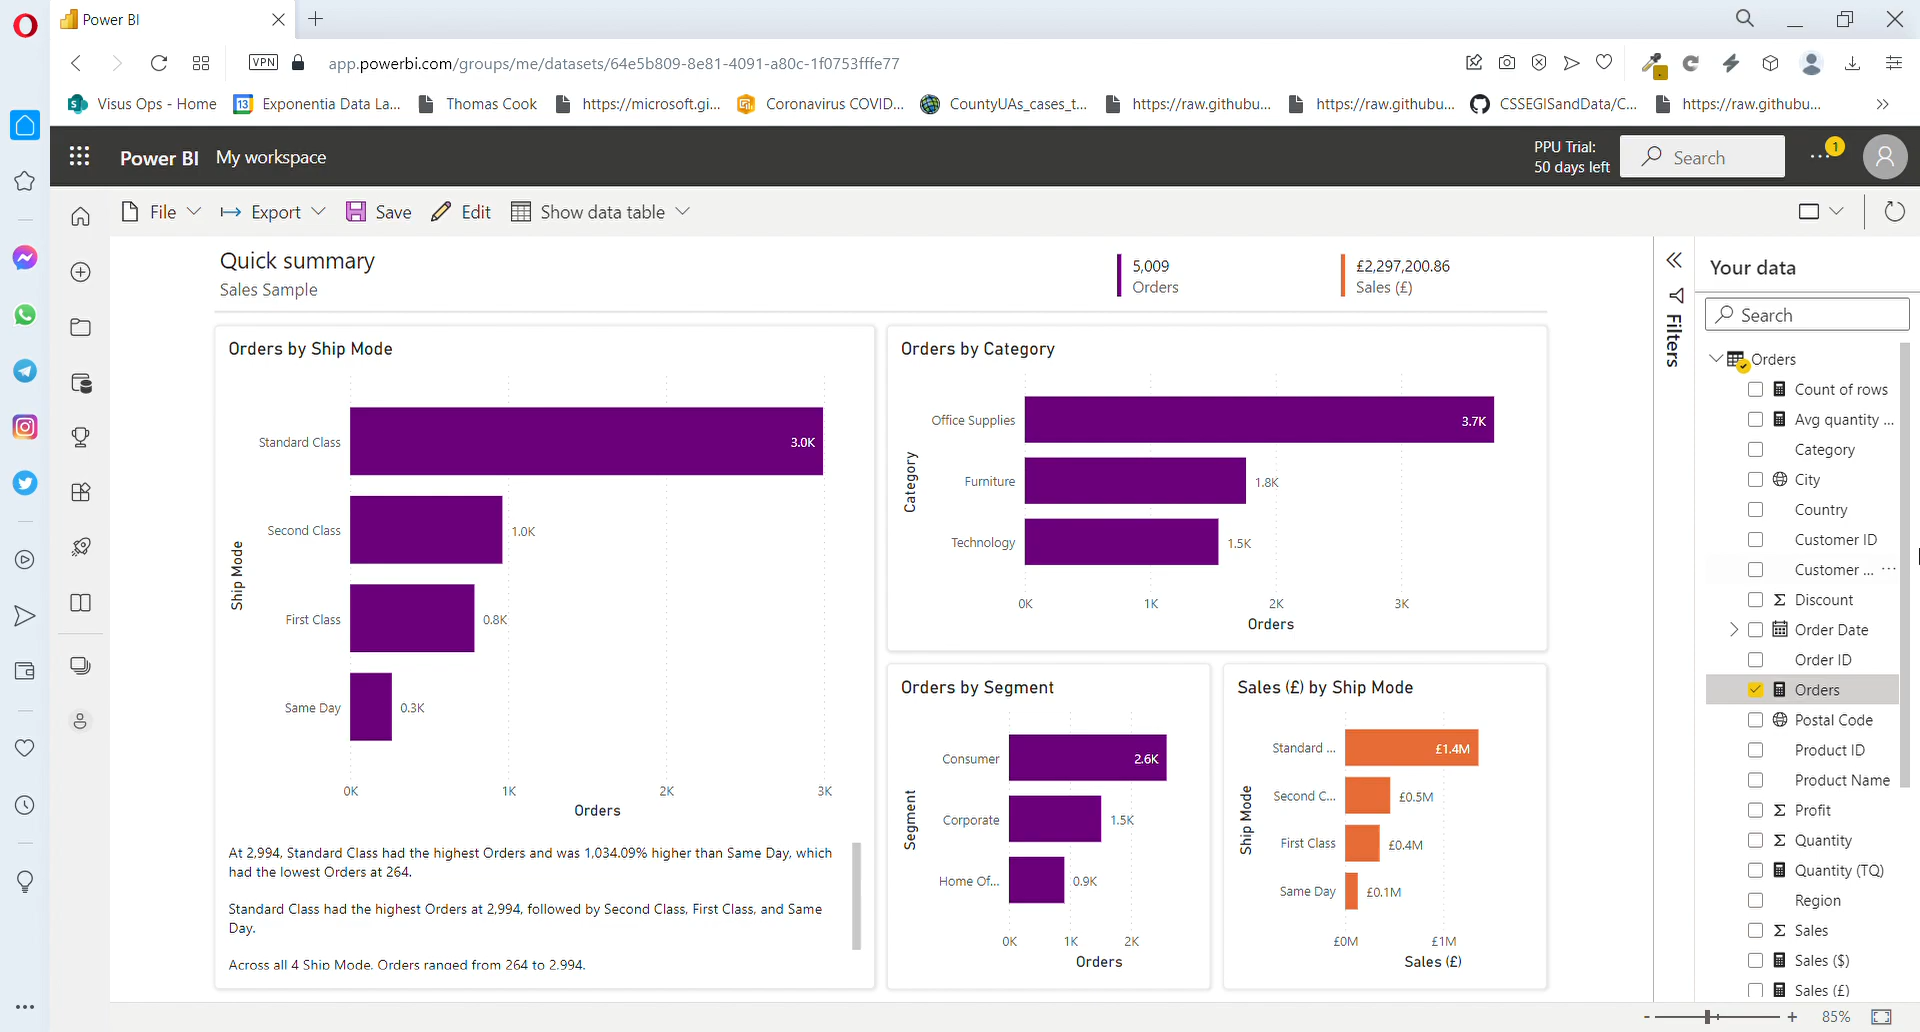 Power BI
VPN
app.powerbi.com/groups/me/datasets/64e5b809-8e81-4091-a80c-1f0753fffe77
Visus Ops - Home
13
Exponentia Data La...
Thomas Cook
https://microsoft.gi...
Coronavirus COVID...
CountyUAs_cases_t...
https://raw.githubu...
https://raw.githubu...
CSSEGISandData/C...
https://raw.githubu...
Power BI
My workspace
PPU Trial:
50 days left
Search
1
File
Export
Save
Edit
Show data table
Quick summary
Sales Sample
5,009
Orders
£2,297,200.86
Sales (£)
Orders by Ship Mode
Ship Mode
Standard Class
3.0K
Second Class
1.0K
First Class
0.8K
Same Day
0.3K
0K
1K
2K
3K
Orders
At 2,994, Standard Class had the highest Orders and was 1,034.09% higher than Same Day, which
had the lowest Orders at 264.
Standard Class had the highest Orders at 2,994, followed by Second Class, First Class, and Same
Day.
Across all 4 Ship Mode, Orders ranged from 264 to 2,994.
Orders by Category
Category
Office Supplies
3.7K
Furniture
1.8K
Technology
1.5K
0K
1K
2K
3K
Orders
Orders by Segment
Segment
Consumer
2.6K
Corporate
1.5K
Home Of...
0.9K
0K
1K
2K
Orders
Sales (£) by Ship Mode
Ship Mode
Standard ...
£1.4M
Second C...
£0.5M
First Class
£0.4M
Same Day
£0.1M
£0M
£1M
Sales (£)
Filters
Your data
Search
Orders
Count of rows
Avg quantity ...
Category
City
Country
Customer ID
Customer ...
Discount
Order Date
Order ID
Orders
Postal Code
Product ID
Product Name
Profit
Quantity
Quantity (TQ)
Region
Sales
Sales ($)
Sales (£)
85%